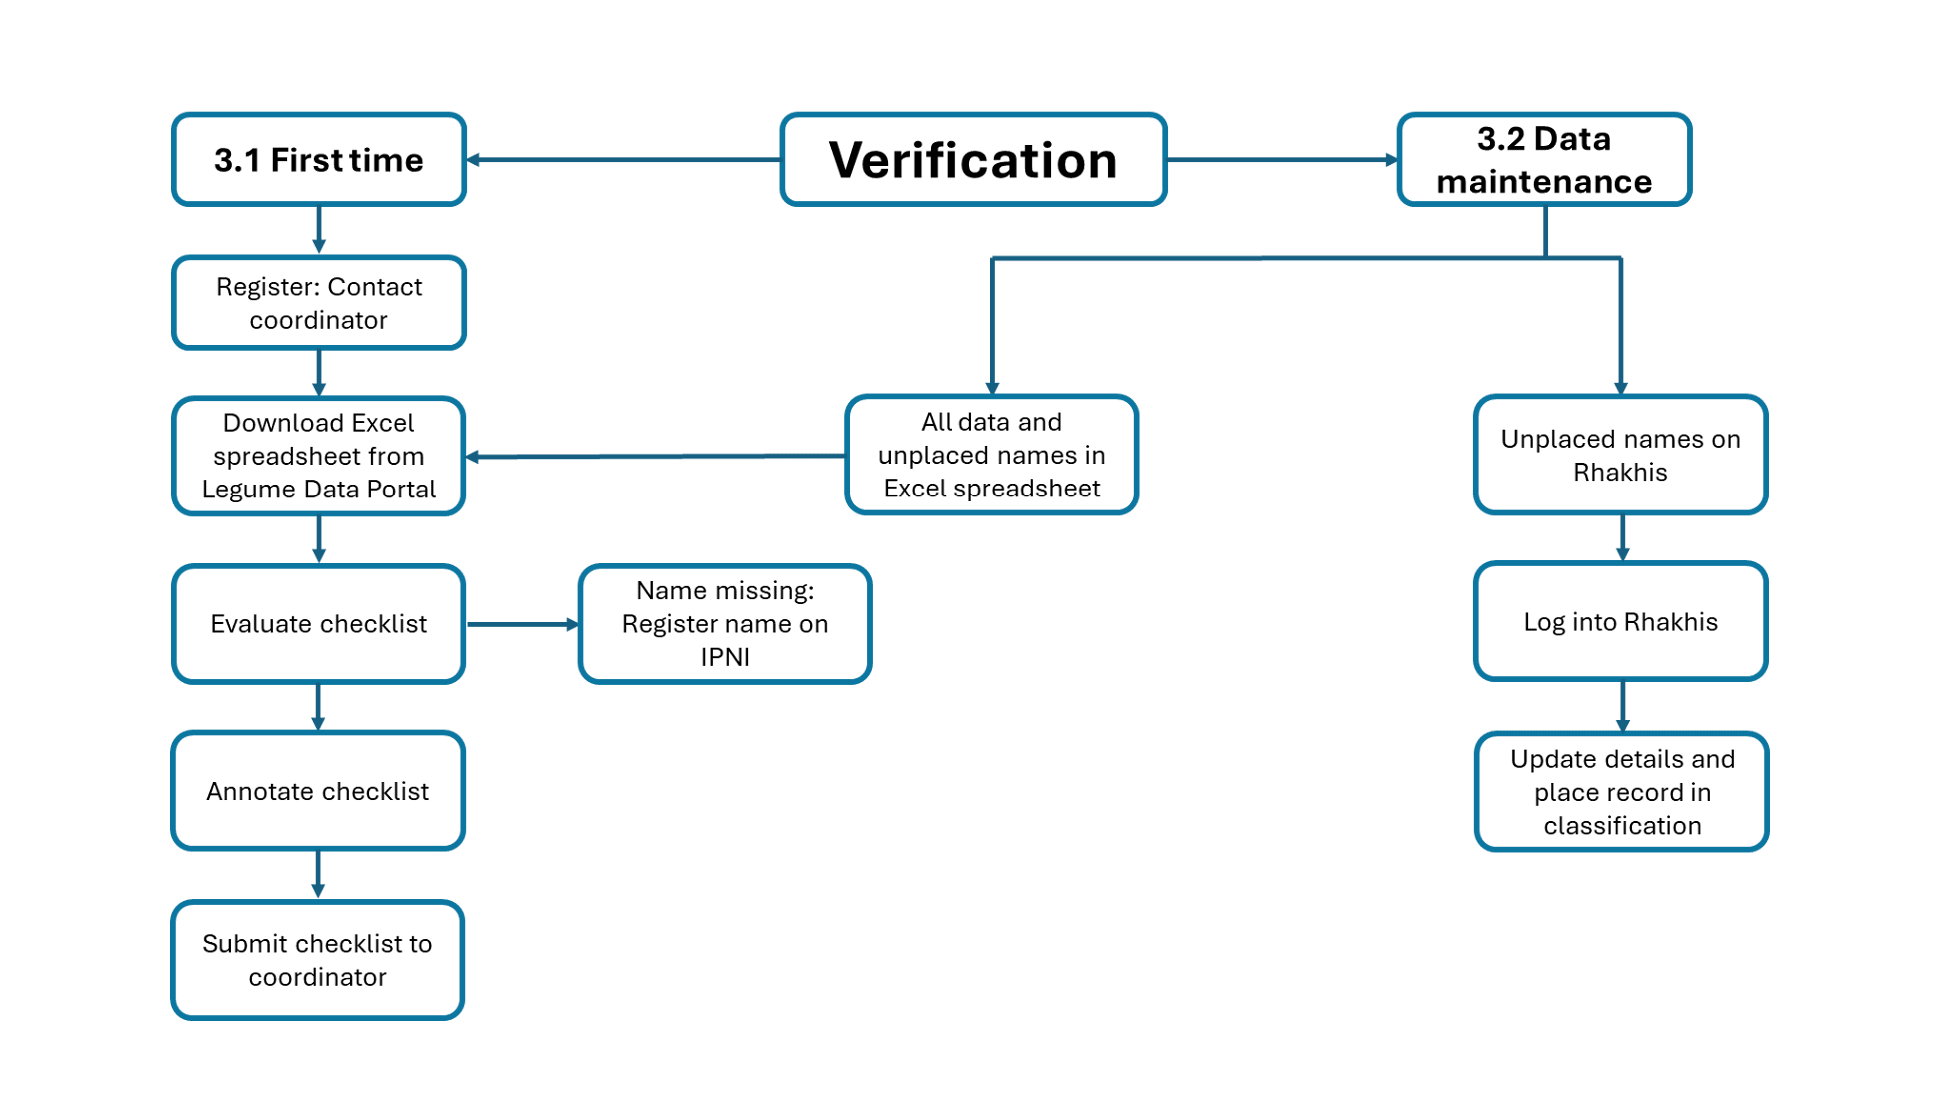 3.1 First time
Verification
3.2 Data
maintenance
Register: Contact
coordinator
Download Excel
spreadsheet from
Legume Data Portal
All data and
unplaced names in
Excel spreadsheet
Unplaced names on
Rhakhis
Evaluate checklist
Name missing:
Register name on
IPNI
Log into Rhakhis
Annotate checklist
Update details and
place record in
classification
Submit checklist to
coordinator